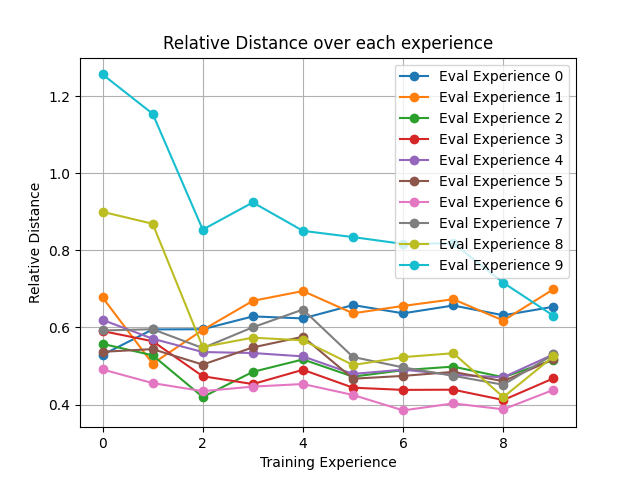 Relative Distance over each experience
Eval Experience 0
Eval Experience 1
Eval Experience 2
Eval Experience 3
Eval Experience 4
Eval Experience 5
Eval Experience 6
Eval Experience 7
Eval Experience 8
Eval Experience 9
1.2
1.0
0.8
0.6
0.4
Relative Distance
0 2 4 6 8
Training Experience